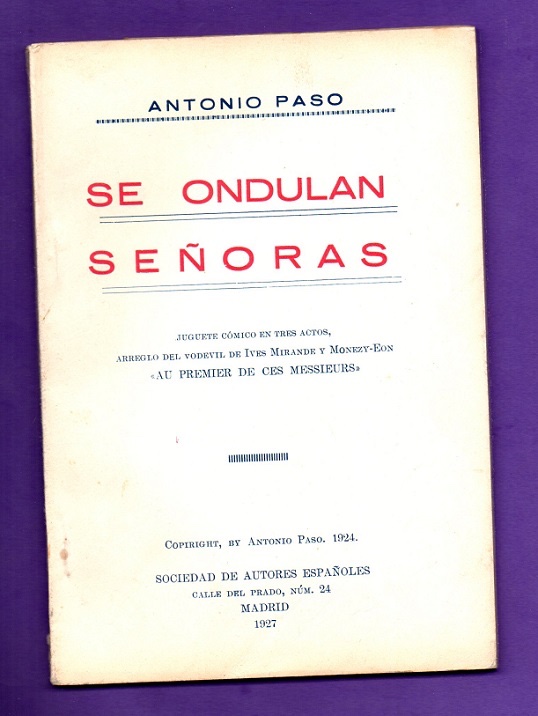 ANTONIO PASO
SE ONDULAN
SEÑORAS
JUGUETE CÓMICO EN TRES ACTOS,
ARREGLO DEL VODEVIL DE IVES MIRANDE Y MONEZY-EON
«AU PREMIER DE CES MESSIEURS»
COPIRIGHT, BY ANTONIO PASO. 1924.
SOCIEDAD DE AUTORES ESPAÑOLES
CALLE DEL PRADO, NÚM. 24
MADRID
1927